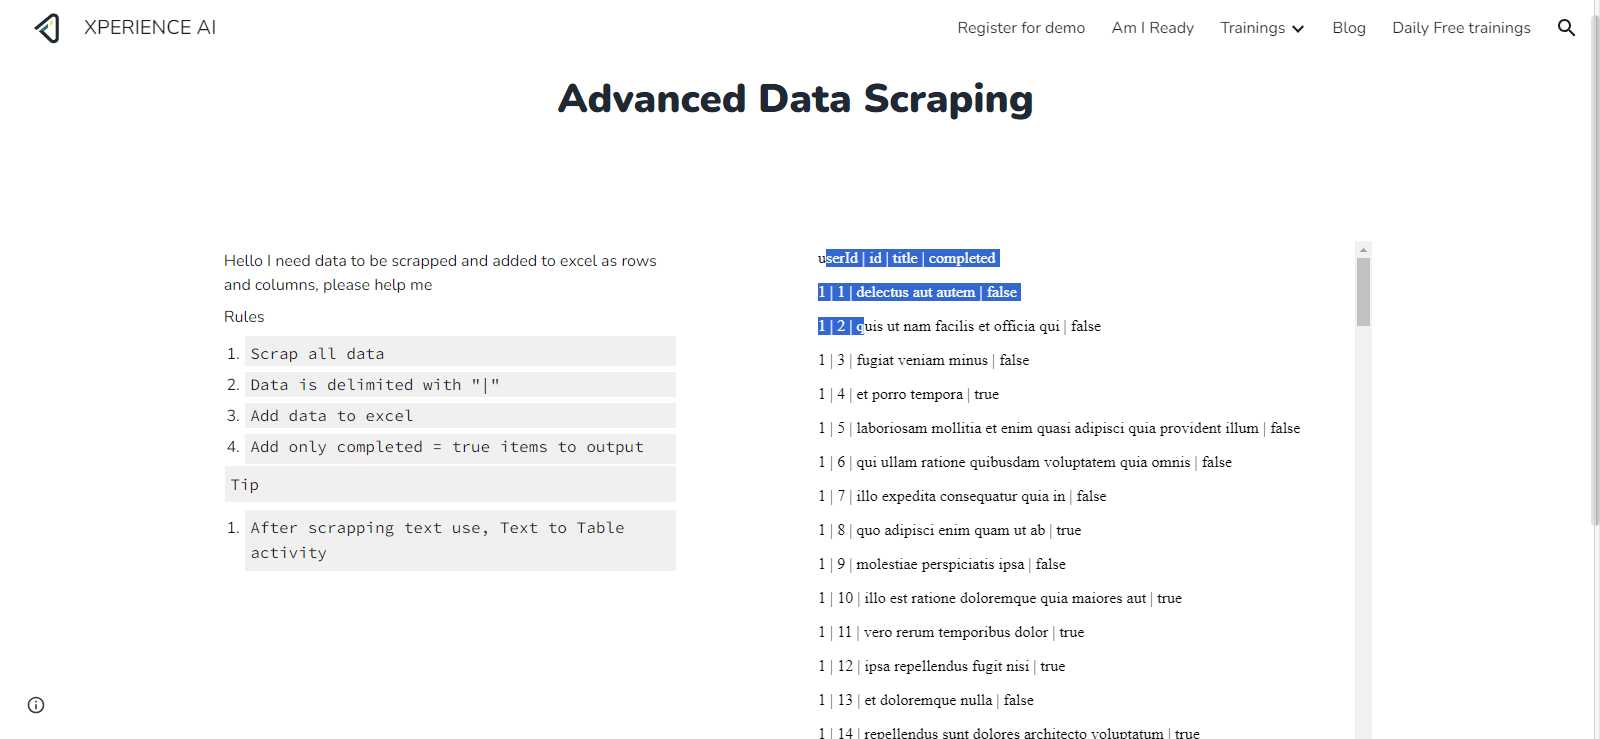 XPERIENCE AI
Register for demo
Am I Ready
Trainings
Blog
Daily Free trainings
Advanced Data Scraping
Hello I need data to be scrapped and added to excel as rows
and columns, please help me
Rules
1. Scrap all data
2. Data is delimited with "|"
3. Add data to excel
4. Add only completed = true items to output
Tip
1. After scrapping text use, Text to Table
activity
userId | id | title | completed
1 | 1 | delectus aut autem | false
1 | 2 | quis ut nam facilis et officia qui | false
1 | 3 | fugiat veniam minus | false
1 | 4 | et porro tempora | true
1 | 5 | laboriosam mollitia et enim quasi adipisci quia provident illum | false
1 | 6 | qui ullam ratione quibusdam voluptatem quia omnis | false
1 | 7 | illo expedita consequatur quia in | false
1 | 8 | quo adipisci enim quam ut ab | true
1 | 9 | molestiae perspiciatis ipsa | false
1 | 10 | illo est ratione doloremque quia maiores aut | true
1 | 11 | vero rerum temporibus dolor | true
1 | 12 | ipsa repellendus fugit nisi | true
1 | 13 | et doloremque nulla | false
1 | 14 | repellendus sunt dolores architecto voluptatum | true